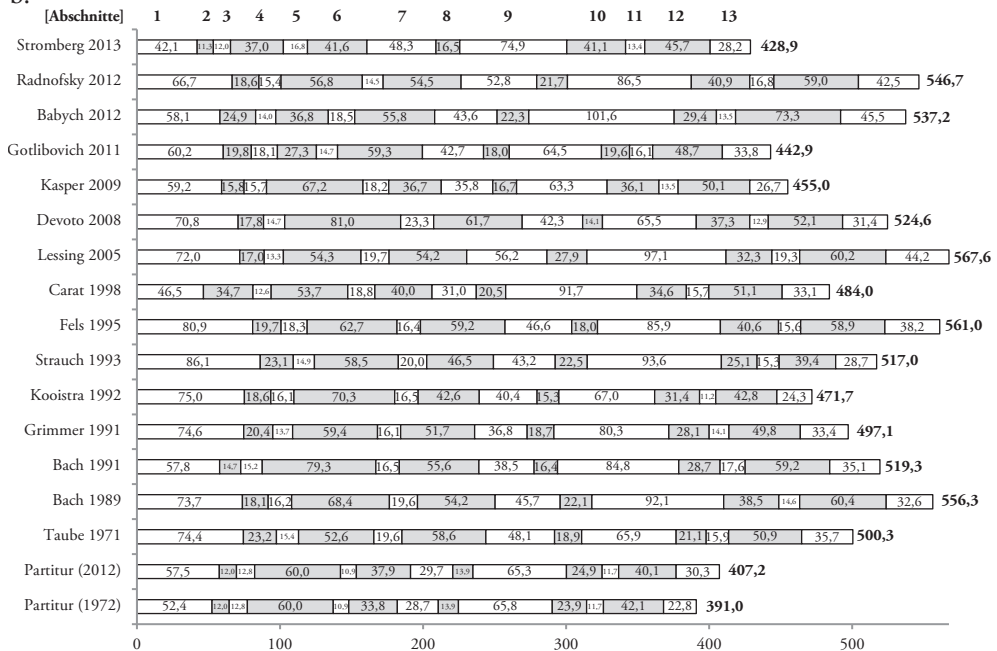 [Abschnitte] 1 2 3 4 5 6 7 8 9 10 11 12 13
Stromberg 2013 42,1 11,3 12,0 37,0 16,8 41,6 48,3 16,5 74,9 41,1 13,4 45,7 28,2 428,9
Radnofsky 2012 66,7 18,6 15,4 56,8 14,5 54,5 52,8 21,7 86,5 40,9 16,8 59,0 42,5 546,7
Babych 2012 58,1 24,9 14,0 36,8 18,5 55,8 43,6 22,3 101,6 29,4 13,5 73,3 45,5 537,2
Gotlibovich 2011 60,2 19,8 18,1 27,3 14,7 59,3 42,7 18,0 64,5 19,6 16,1 48,7 33,8 442,9
Kasper 2009 59,2 15,8 15,7 67,2 18,2 36,7 35,8 16,7 63,3 36,1 13,5 50,1 26,7 455,0
Devoto 2008 70,8 17,8 14,7 81,0 23,3 61,7 42,3 14,1 65,5 37,3 12,9 52,1 31,4 524,6
Lessing 2005 72,0 17,0 13,3 54,3 19,7 54,2 56,2 27,9 97,1 32,3 19,3 60,2 44,2 567,6
Carat 1998 46,5 34,7 12,6 53,7 18,8 40,0 31,0 20,5 91,7 34,6 15,7 51,1 33,1 484,0
Fels 1995 80,9 19,7 18,3 62,7 16,4 59,2 46,6 18,0 85,9 40,6 15,6 58,9 38,2 561,0
Strauch 1993 86,1 23,1 14,9 58,5 20,0 46,5 43,2 22,5 93,6 25,1 15,3 39,4 28,7 517,0
Kooistra 1992 75,0 18,6 16,1 70,3 16,5 42,6 40,4 15,3 67,0 31,4 11,2 42,8 24,3 471,7
Grimmer 1991 74,6 20,4 13,7 59,4 16,1 51,7 36,8 18,7 80,3 28,1 14,1 49,8 33,4 497,1
Bach 1991 57,8 14,7 15,2 79,3 16,5 55,6 38,5 16,4 84,8 28,7 17,6 59,2 35,1 519,3
Bach 1989 73,7 18,1 16,2 68,4 19,6 54,2 45,7 22,1 92,1 38,5 14,6 60,4 32,6 556,3
Taube 1971 74,4 23,2 15,4 52,6 19,6 58,6 48,1 18,9 65,9 21,1 15,9 50,9 35,7 500,3
Partitur (2012) 57,5 12,0 12,8 60,0 10,9 37,9 29,7 13,9 65,3 24,9 11,7 40,1 30,3 407,2
Partitur (1972) 52,4 12,0 12,8 60,0 10,9 33,8 28,7 13,9 65,8 23,9 11,7 42,1 22,8 391,0
0 100 200 300 400 500